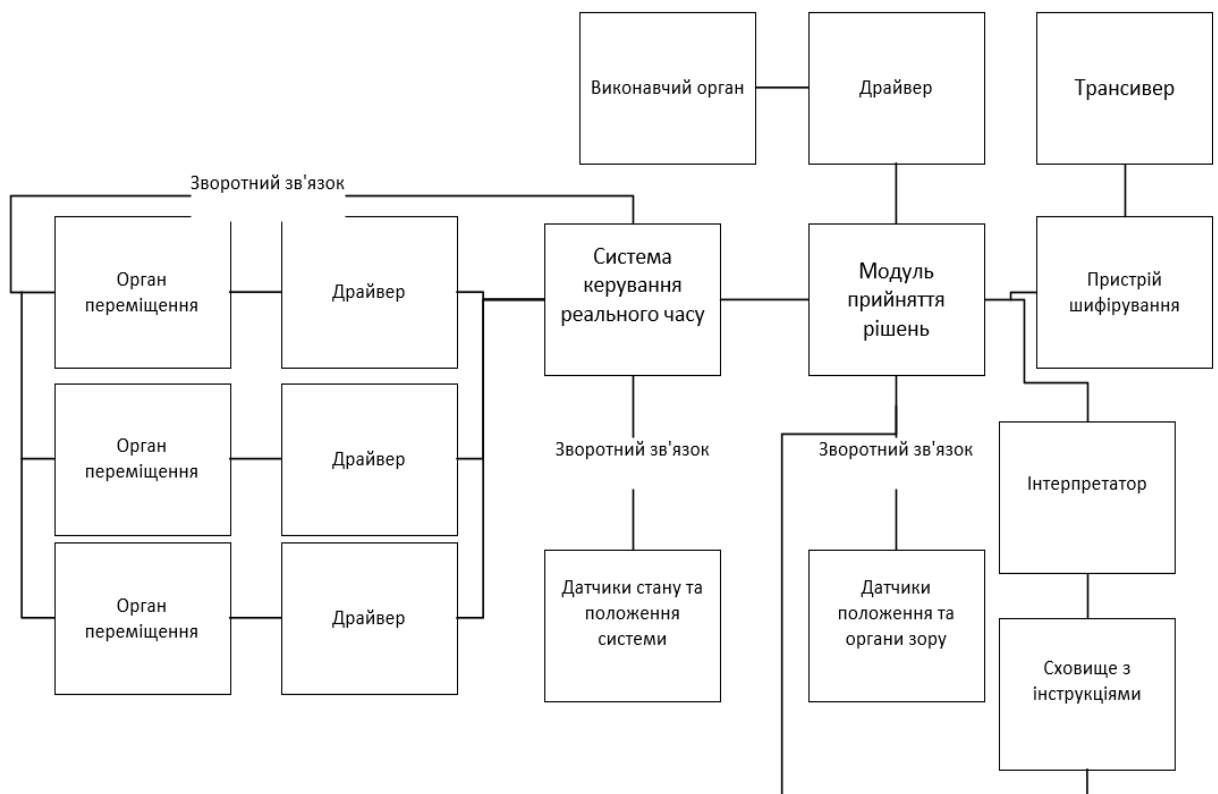 Виконавчий орган
Драйвер
Трансивер
Зворотний зв'язок
Орган
переміщення
Драйвер
Система
керування
реального часу
Модуль
прийняття
рішень
Пристрій
шифірування
Орган
переміщення
Драйвер
Зворотний зв'язок
Зворотний зв'язок
Інтерпретатор
Орган
переміщення
Драйвер
Датчики стану та
положення
системи
Датчики
положення та
органи зору
Сховище з
інструкціями